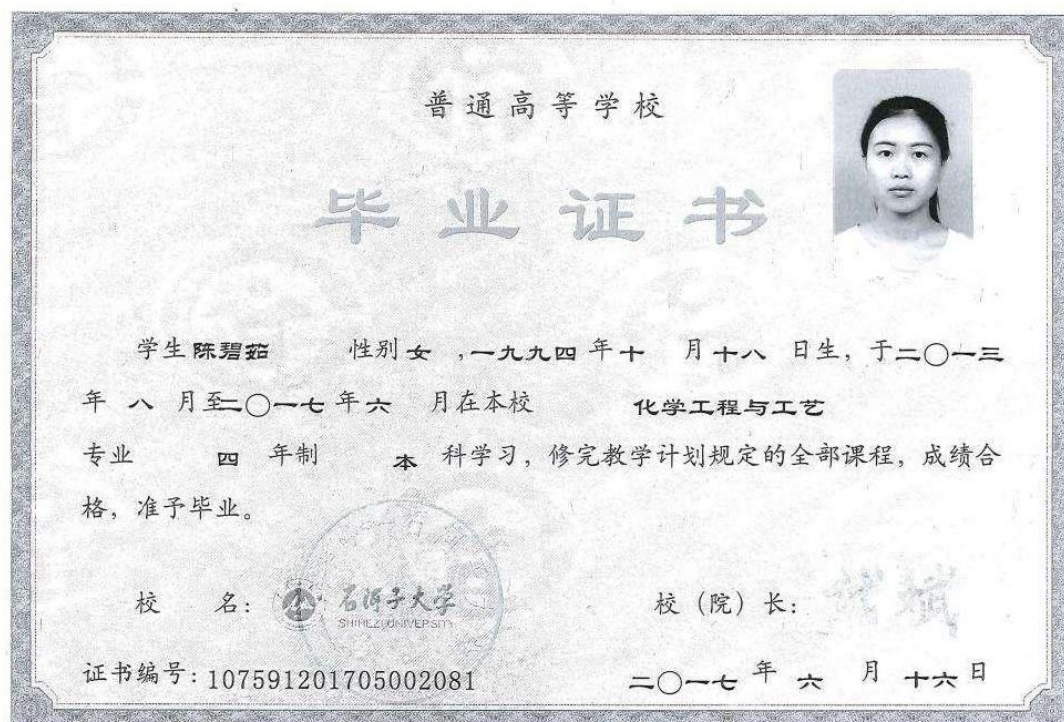 普通高等学校
毕业证书
学生 陈碧茹 性别 女 ,一九九四 年 十 月 十八 日生，于二〇一三
年 八 月至二〇一七 年 六 月在本校 化学工程与工艺
专业 四 年制 本 科学习，修完教学计划规定的全部课程，成绩合
格，准予毕业。
校 名： 石河子大学
SHIHEZI UNIVERSITY
校（院）长：
证书编号：107591201705002081
二〇一七 年 六 月 十六 日